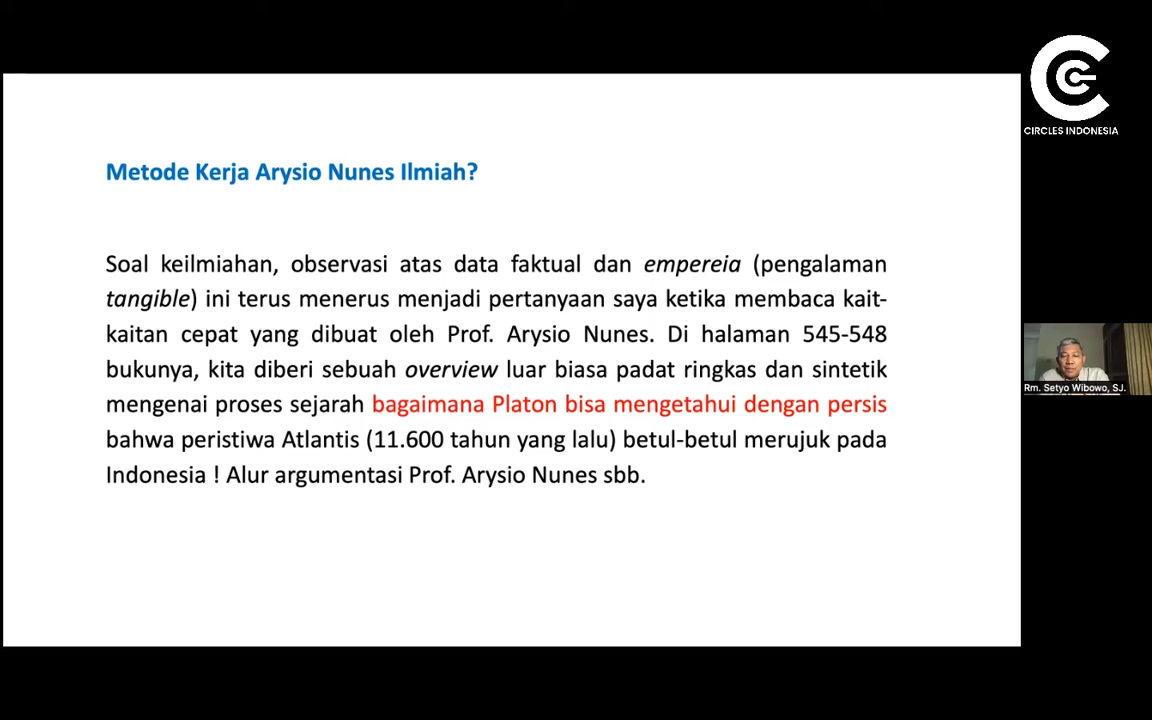 CIRCLES INDONESIA
Metode Kerja Arysio Nunes Ilmiah?
Soal keilmiahan, observasi atas data faktual dan empereia (pengalaman
tangible) ini terus menerus menjadi pertanyaan saya ketika membaca kait-
kaitan cepat yang dibuat oleh Prof. Arysio Nunes. Di halaman 545-548
bukunya, kita diberi sebuah overview luar biasa padat ringkas dan sintetik
mengenai proses sejarah bagaimana Platon bisa mengetahui dengan persis
bahwa peristiwa Atlantis (11.600 tahun yang lalu) betul-betul merujuk pada
Indonesia ! Alur argumentasi Prof. Arysio Nunes sbb.
Rm. Setyo Wibowo, SJ.